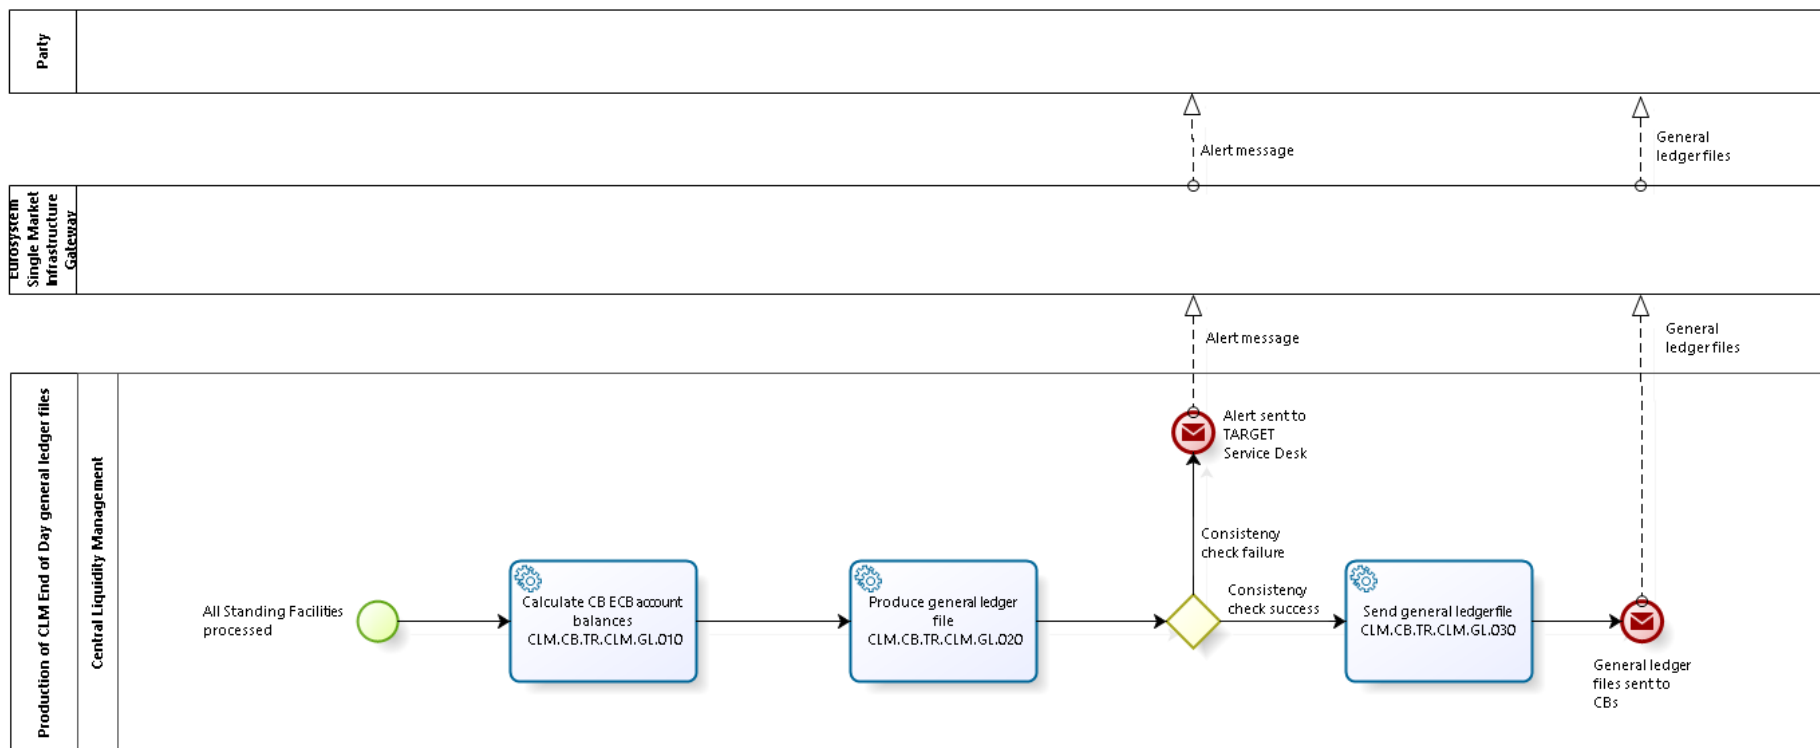 Party
Alert message
General
ledger files
Eurosystem
Single Market
Infrastructure
Gateway
Alert message
General
ledger files
Production of CLM End of Day general ledger files
Central Liquidity Management
Alert sent to
TARGET
Service Desk
Consistency
check failure
All Standing Facilities
processed
Calculate CB ECB account
balances
CLM.CB.TR.CLM.GL.010
Produce general ledger
file
CLM.CB.TR.CLM.GL.020
Consistency
check success
Send general ledger file
CLM.CB.TR.CLM.GL.030
General ledger
files sent to
CBs